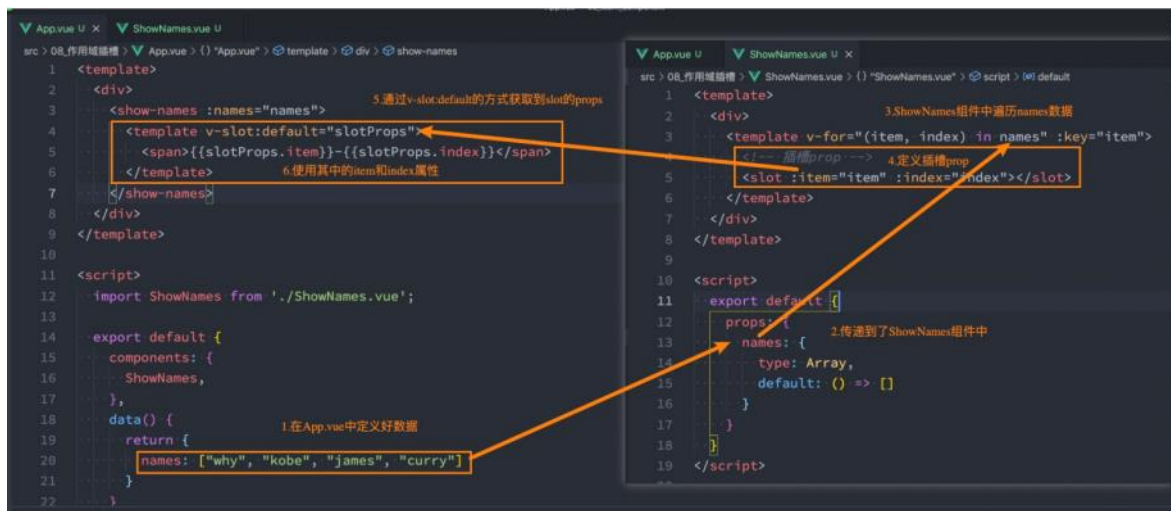 App.vue U × ShowNames.vue U
src > 08_作用域插槽 > App.vue > {} "App.vue" > template > div > show-names
1 <template>
2 <div>
3 <show-names :names="names">
5.通过v-slot:default的方式获取到slot的props
4 <template v-slot:default="slotProps">
5 <span>{{slotProps.item}}-{{slotProps.index}}</span>
6 </template>
6.使用其中的item和index属性
7 </show-names>
8 </div>
9 </template>
10
11 <script>
12 import ShowNames from './ShowNames.vue';
13
14 export default {
15 components: {
16 ShowNames,
17 },
18 data() {
1.在App.vue中定义好数据
19 return {
20 names: ["why", "kobe", "james", "curry"]
21 }
22 }
App.vue U ShowNames.vue U ×
src > 08_作用域插槽 > ShowNames.vue > {} "ShowNames.vue" > script > default
1 <template>
2 <div>
3.ShowNames组件中遍历names数据
3 <template v-for="(item, index) in names" :key="item">
<!-- 插槽prop -->
4.定义插槽prop
5 <slot :item="item" :index="index"></slot>
6 </template>
7 </div>
8 </template>
9
10 <script>
11 export default {
12 props: {
2.传递到了ShowNames组件中
13 names: {
14 type: Array,
15 default: () => []
16 }
17 }
18 }
19 </script>